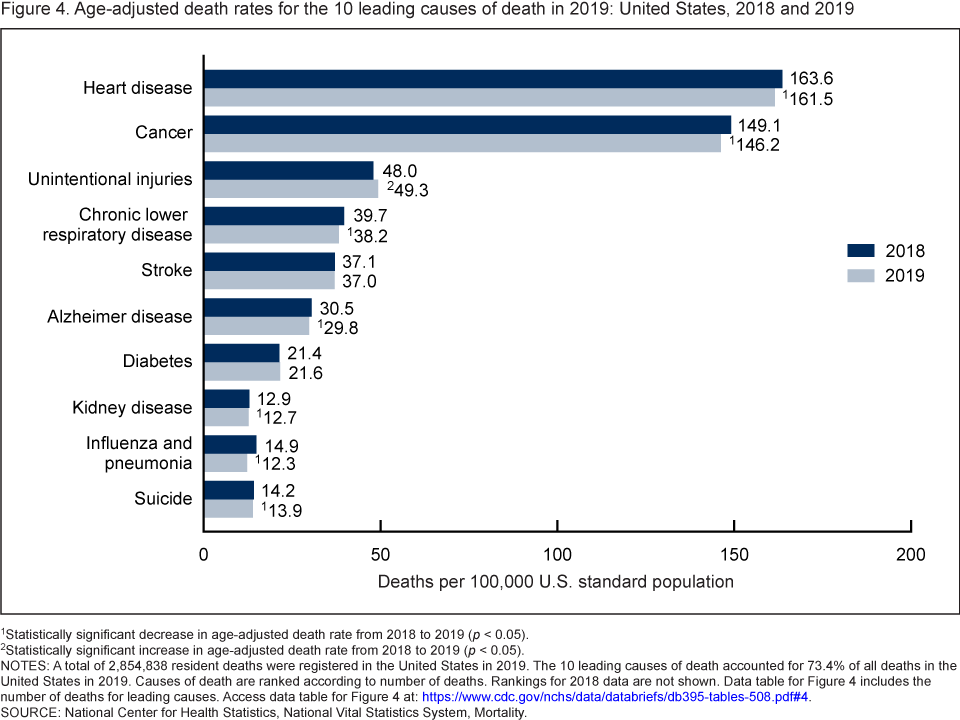 Figure 4. Age-adjusted death rates for the 10 leading causes of death in 2019: United States, 2018 and 2019
Heart disease
163.6
¹161.5
Cancer
149.1
¹146.2
Unintentional injuries
48.0
²49.3
Chronic lower
respiratory disease
39.7
¹38.2
Stroke
37.1
37.0
Alzheimer disease
30.5
¹29.8
Diabetes
21.4
21.6
Kidney disease
12.9
¹12.7
Influenza and
pneumonia
14.9
¹12.3
Suicide
14.2
¹13.9
2018
2019
0 50 100 150 200
Deaths per 100,000 U.S. standard population
¹Statistically significant decrease in age-adjusted death rate from 2018 to 2019 (p < 0.05).
²Statistically significant increase in age-adjusted death rate from 2018 to 2019 (p < 0.05).
NOTES: A total of 2,854,838 resident deaths were registered in the United States in 2019. The 10 leading causes of death accounted for 73.4% of all deaths in the
United States in 2019. Causes of death are ranked according to number of deaths. Rankings for 2018 data are not shown. Data table for Figure 4 includes the
number of deaths for leading causes. Access data table for Figure 4 at: https://www.cdc.gov/nchs/data/databriefs/db395-tables-508.pdf#4.
SOURCE: National Center for Health Statistics, National Vital Statistics System, Mortality.